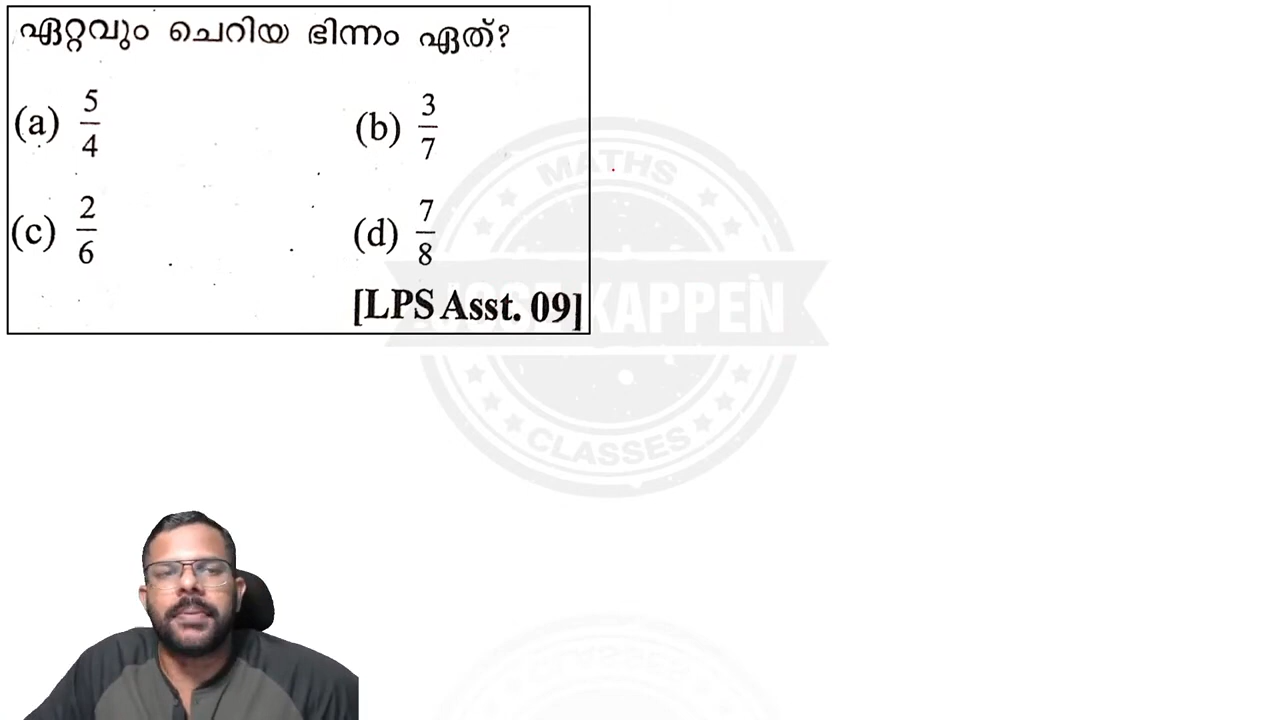 ഏറ്റവും ചെറിയ ഭിന്നം ഏത്?
(a) 5/4 (b) 3/7
(c) 2/6 (d) 7/8
[LPS Asst. 09]
MATHS
KAPPEN
CLASSES